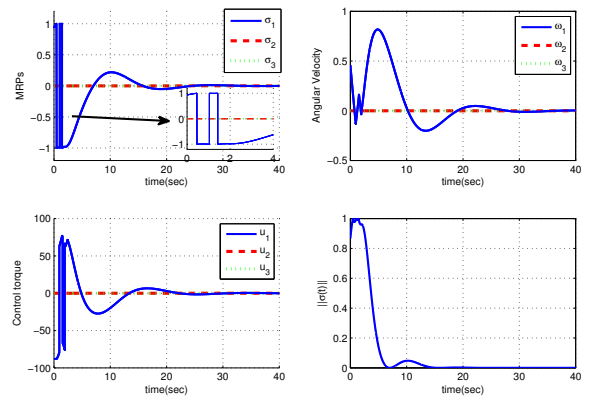 1
0.5
0
−0.5
−1
MRPs
0 10 20 30 40
time(sec)
σ1
σ2
σ3
1
0
−1
0 2 4
1
0.5
0
−0.5
Angular Velocity
0 10 20 30 40
time(sec)
ω1
ω2
ω3
100
50
0
−50
−100
Control torque
0 10 20 30 40
time(sec)
u1
u2
u3
1
0.8
0.6
0.4
0.2
0
||σ(t)||
0 10 20 30 40
time(sec)